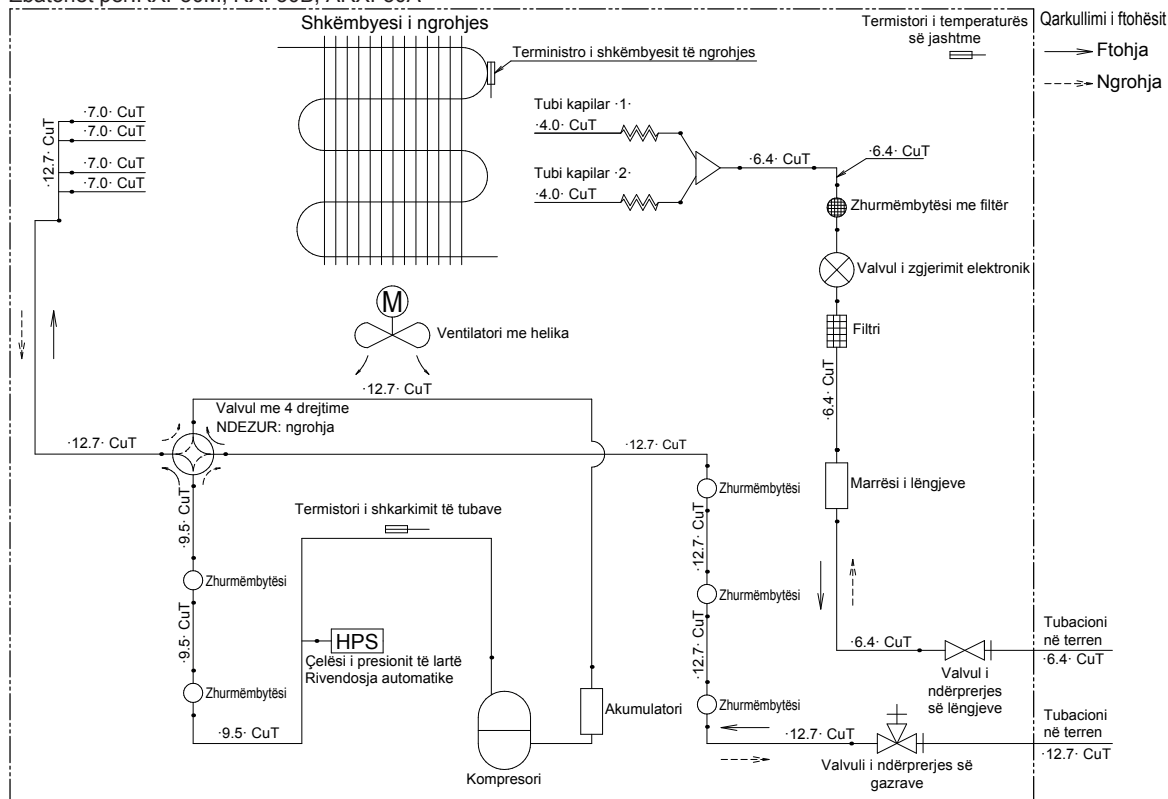 Shkëmbyesi i ngrohjes
Terministro i shkëmbyesit të ngrohjes
Termistori i temperaturës
së jashtme
Qarkullimi i ftohësit
Ftohja
Ngrohja
·7.0· CuT
·7.0· CuT
·7.0· CuT
·7.0· CuT
·12.7· CuT
Tubi kapilar ·1·
·4.0· CuT
Tubi kapilar ·2·
·4.0· CuT
·6.4· CuT
·6.4· CuT
Zhurmëmbytësi me filtër
Valvul i zgjerimit elektronik
Filtri
·6.4· CuT
M
Ventilatori me helika
·12.7· CuT
Valvul me 4 drejtime
NDEZUR: ngrohja
·12.7· CuT
·12.7· CuT
Marrësi i lëngjeve
Zhurmëmbytësi
·12.7· CuT
Zhurmëmbytësi
·12.7· CuT
Zhurmëmbytësi
Termistori i shkarkimit të tubave
·9.5· CuT
Zhurmëmbytësi
·9.5· CuT
Zhurmëmbytësi
·9.5· CuT
HPS
Çelësi i presionit të lartë
Rivendosja automatike
Akumulatori
Kompresori
·6.4· CuT
Valvul i
ndërprerjes
së lëngjeve
Tubacioni
në terren
·6.4· CuT
·12.7· CuT
Valvuli i ndërprerjes së
gazrave
Tubacioni
në terren
·12.7· CuT